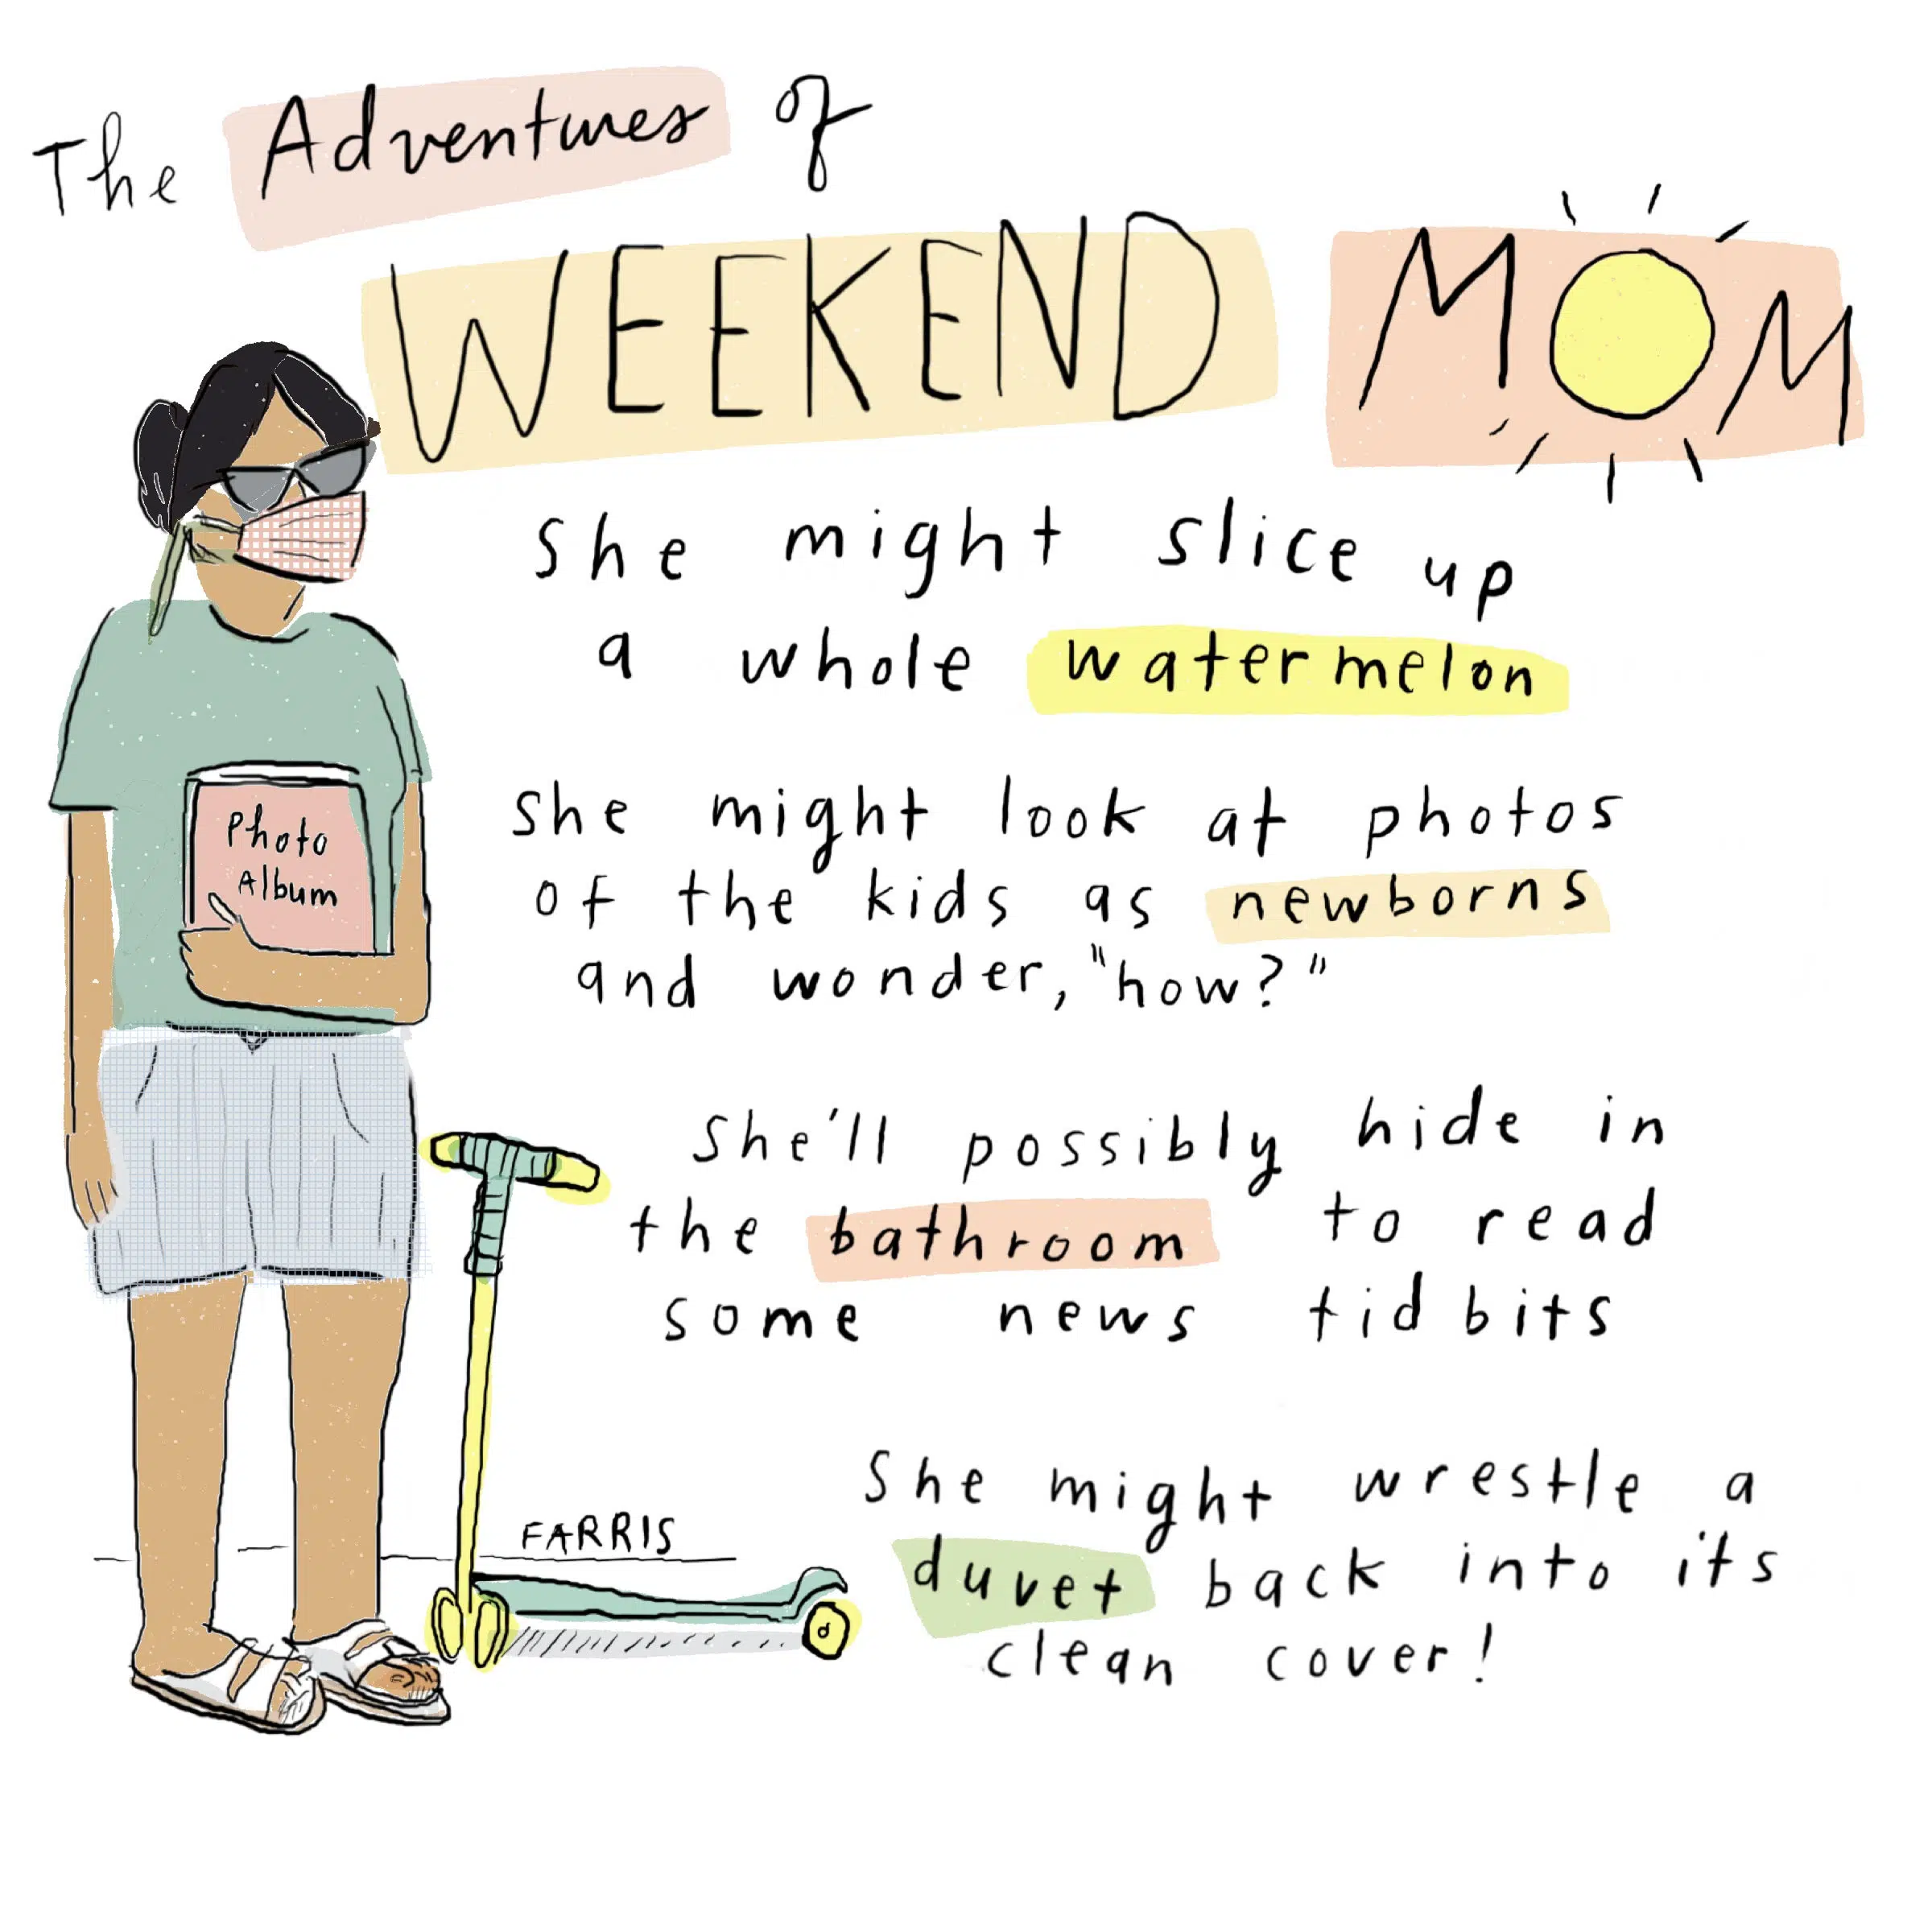 The Adventures of
WEEKEND MOM
She might slice up
a whole watermelon
She might look at photos
of the kids as newborns
and wonder, "how?"
She'll possibly hide in
the bathroom to read
some news tidbits
She might wrestle a
duvet back into it's
clean cover!
Photo
Album
FARRIS